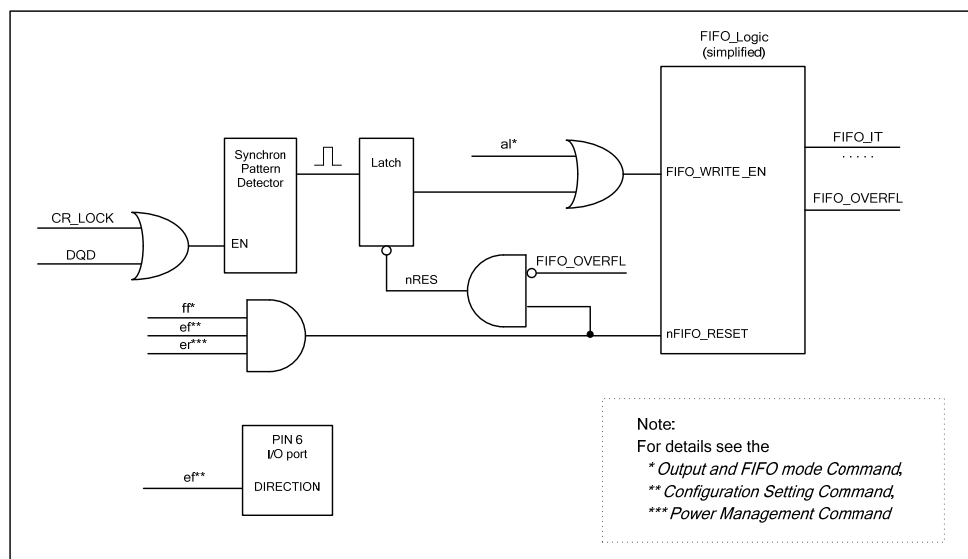 FIFO_Logic
(simplified)
Synchron
Pattern
Detector
EN
Latch
al*
FIFO_WRITE_EN
FIFO_IT
.....
FIFO_OVERFL
CR_LOCK
DQD
nRES
FIFO_OVERFL
ff*
ef**
er***
nFIFO_RESET
PIN 6
I/O port
DIRECTION
ef**
Note:
For details see the
* Output and FIFO mode Command,
** Configuration Setting Command,
*** Power Management Command